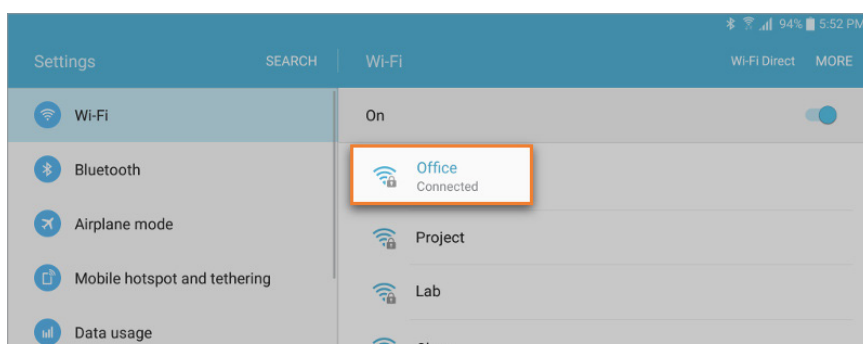 94% 5:52 PM
Settings SEARCH Wi-Fi Wi-Fi Direct MORE
Wi-Fi
On
Bluetooth
Office
Connected
Airplane mode
Project
Mobile hotspot and tethering
Lab
Data usage